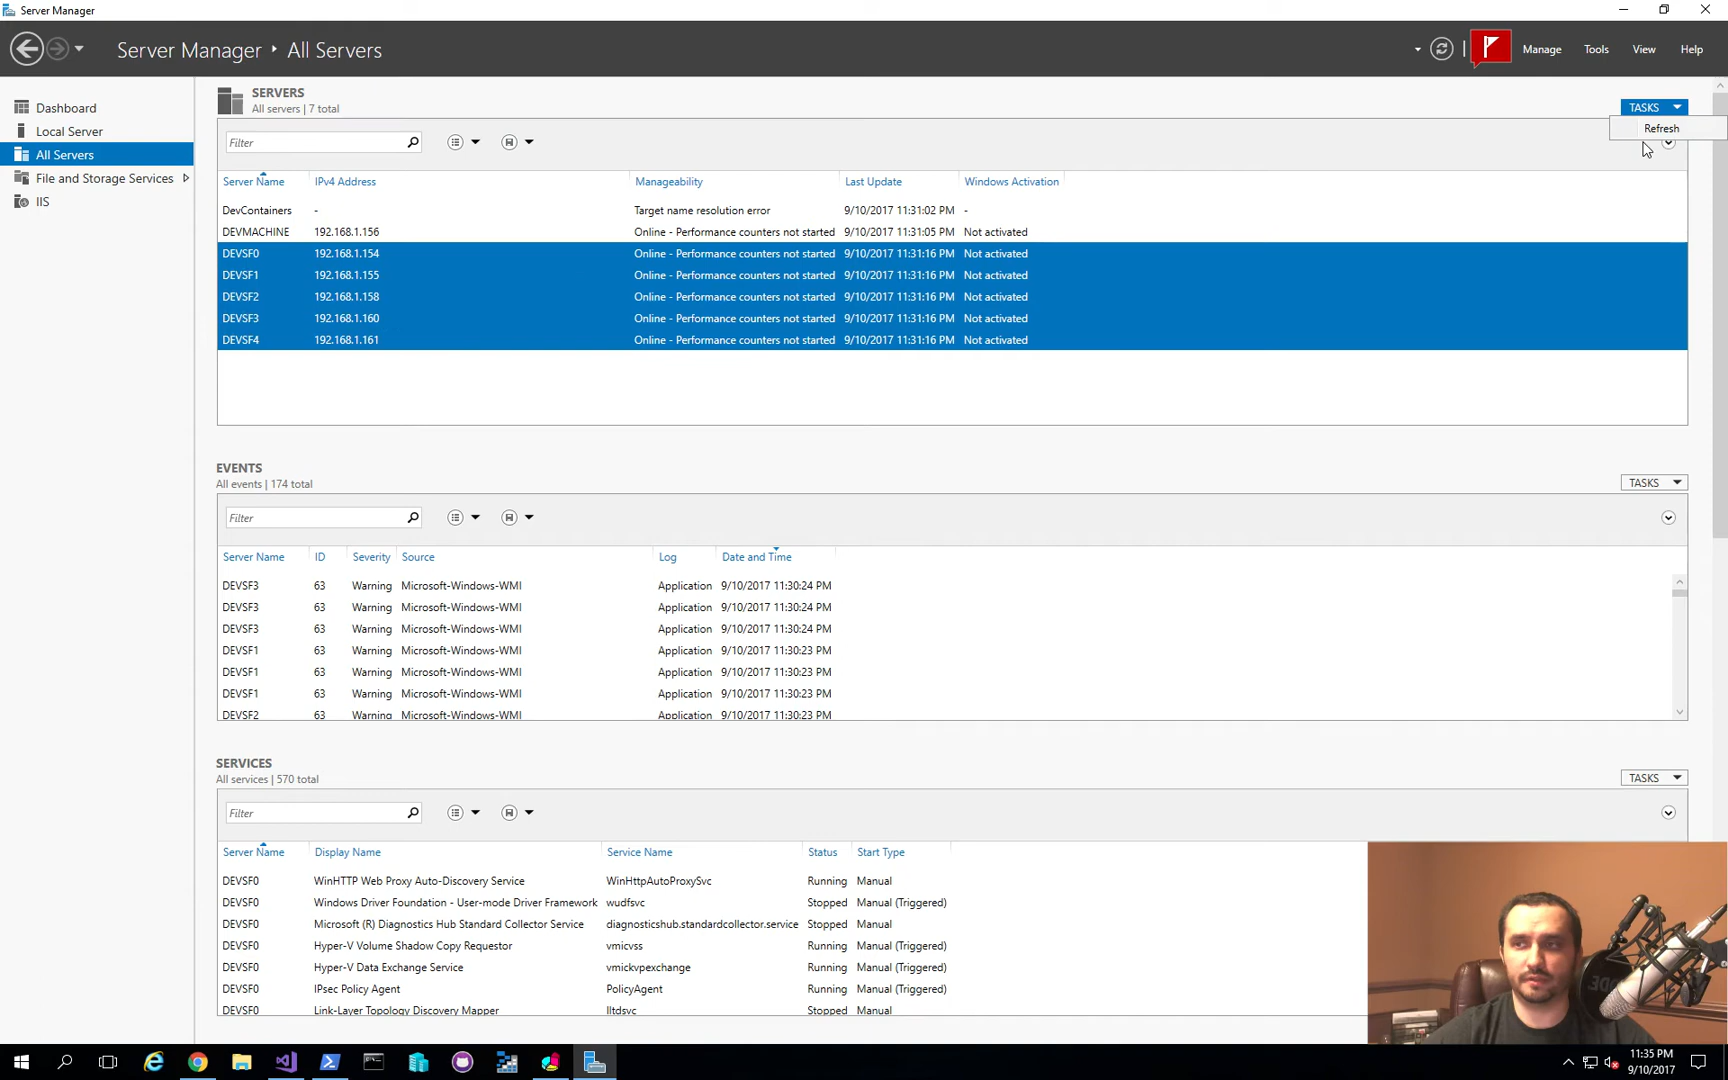 Server Manager
Server Manager ‣ All Servers
Manage Tools View Help
Dashboard
Local Server
All Servers
File and Storage Services
IIS
SERVERS
All servers | 7 total
TASKS
Refresh
Filter
Server Name IPv4 Address Manageability Last Update Windows Activation
DevContainers - Target name resolution error 9/10/2017 11:31:02 PM -
DEVMACHINE 192.168.1.156 Online - Performance counters not started 9/10/2017 11:31:05 PM Not activated
DEVSF0 192.168.1.154 Online - Performance counters not started 9/10/2017 11:31:16 PM Not activated
DEVSF1 192.168.1.155 Online - Performance counters not started 9/10/2017 11:31:16 PM Not activated
DEVSF2 192.168.1.158 Online - Performance counters not started 9/10/2017 11:31:16 PM Not activated
DEVSF3 192.168.1.160 Online - Performance counters not started 9/10/2017 11:31:16 PM Not activated
DEVSF4 192.168.1.161 Online - Performance counters not started 9/10/2017 11:31:16 PM Not activated
EVENTS
All events | 174 total
TASKS
Filter
Server Name ID Severity Source Log Date and Time
DEVSF3 63 Warning Microsoft-Windows-WMI Application 9/10/2017 11:30:24 PM
DEVSF3 63 Warning Microsoft-Windows-WMI Application 9/10/2017 11:30:24 PM
DEVSF3 63 Warning Microsoft-Windows-WMI Application 9/10/2017 11:30:24 PM
DEVSF1 63 Warning Microsoft-Windows-WMI Application 9/10/2017 11:30:23 PM
DEVSF1 63 Warning Microsoft-Windows-WMI Application 9/10/2017 11:30:23 PM
DEVSF1 63 Warning Microsoft-Windows-WMI Application 9/10/2017 11:30:23 PM
DEVSF2 63 Warning Microsoft-Windows-WMI Application 9/10/2017 11:30:23 PM
SERVICES
All services | 570 total
TASKS
Filter
Server Name Display Name Service Name Status Start Type
DEVSF0 WinHTTP Web Proxy Auto-Discovery Service WinHttpAutoProxySvc Running Manual
DEVSF0 Windows Driver Foundation - User-mode Driver Framework wudfsvc Stopped Manual (Triggered)
DEVSF0 Microsoft (R) Diagnostics Hub Standard Collector Service diagnosticshub.standardcollector.service Stopped Manual
DEVSF0 Hyper-V Volume Shadow Copy Requestor vmicvss Running Manual (Triggered)
DEVSF0 Hyper-V Data Exchange Service vmickvpexchange Running Manual (Triggered)
DEVSF0 IPsec Policy Agent PolicyAgent Running Manual (Triggered)
DEVSF0 Link-Layer Topology Discovery Mapper lltdsvc Stopped Manual
11:35 PM
9/10/2017